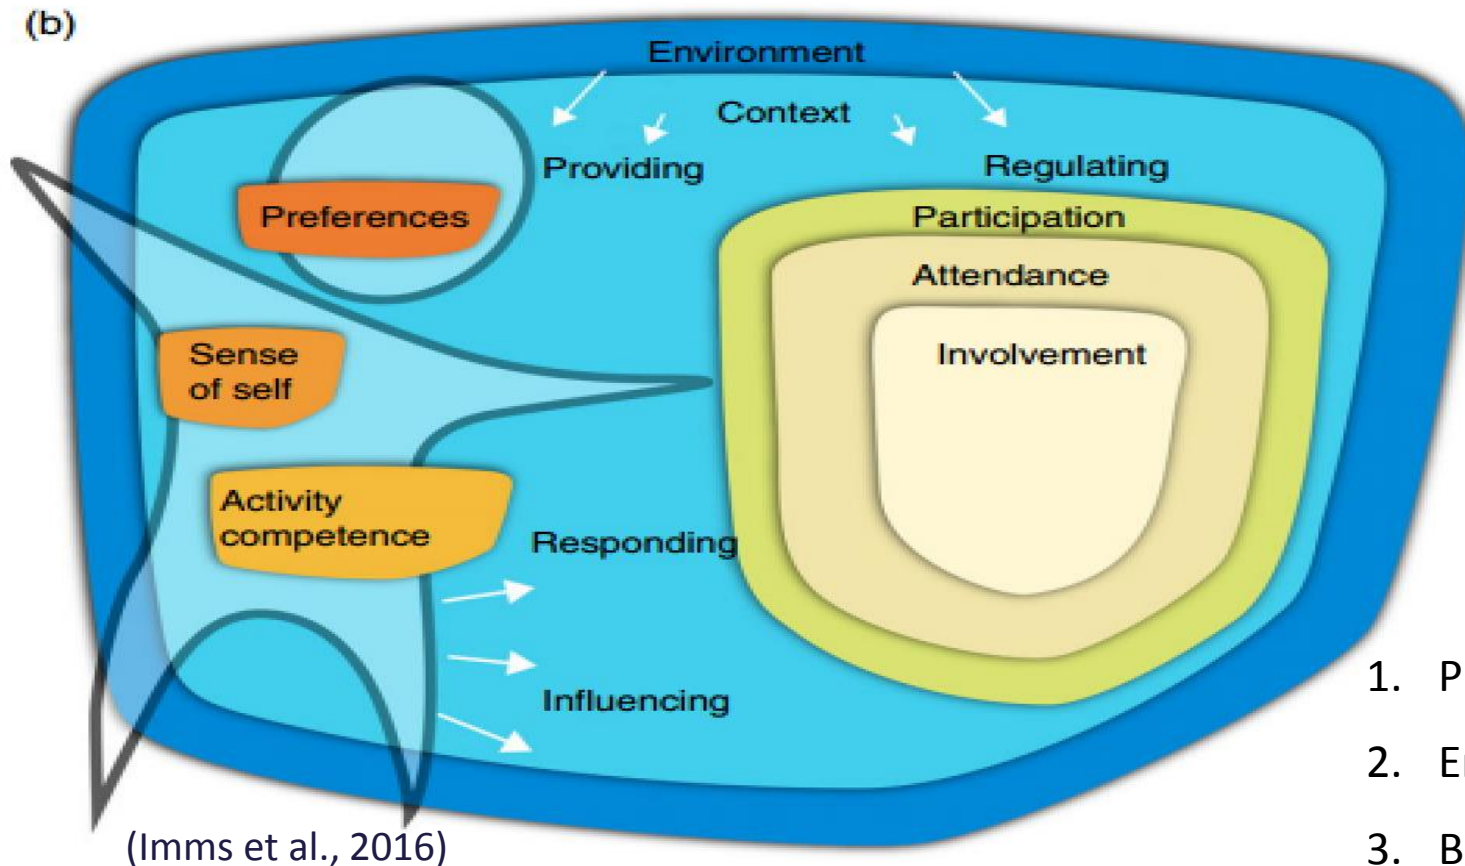 (b)
Environment
Context
Providing
Regulating
Preferences
Participation
Attendance
Sense
of self
Involvement
Activity
competence
Responding
Influencing
(Imms et al., 2016)
1. P
2. E
3. B